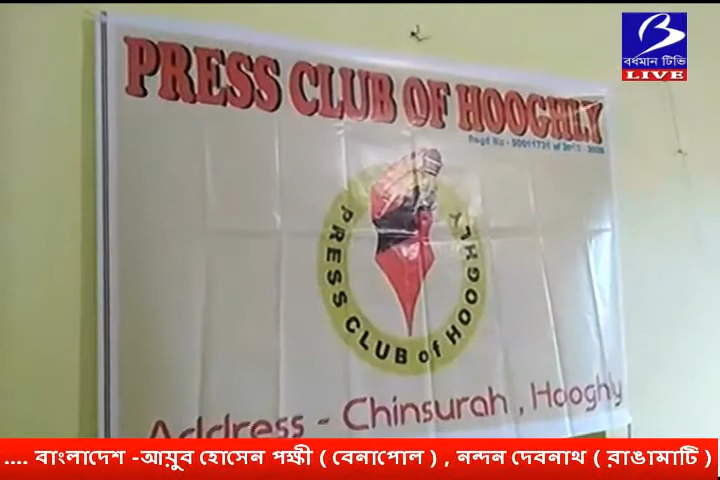 বর্ধমান টিভি
LIVE
PRESS CLUB OF HOOGHLY
PRESS CLUB of HOOGHLY
Address - Chinsurah , Hooghly
.... বাংলাদেশ -আয়ুব হোসেন পক্ষী ( বেনাপোল ) , নন্দন দেবনাথ ( রাঙামাটি )